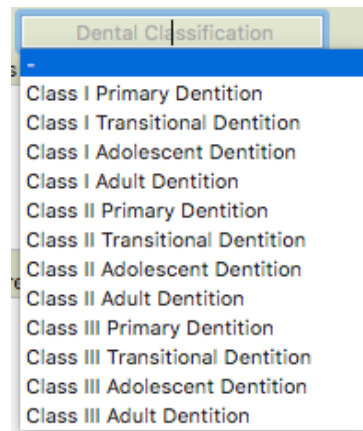 Dental Classification
-
Class I Primary Dentition
Class I Transitional Dentition
Class I Adolescent Dentition
Class I Adult Dentition
Class II Primary Dentition
Class II Transitional Dentition
Class II Adolescent Dentition
Class II Adult Dentition
Class III Primary Dentition
Class III Transitional Dentition
Class III Adolescent Dentition
Class III Adult Dentition